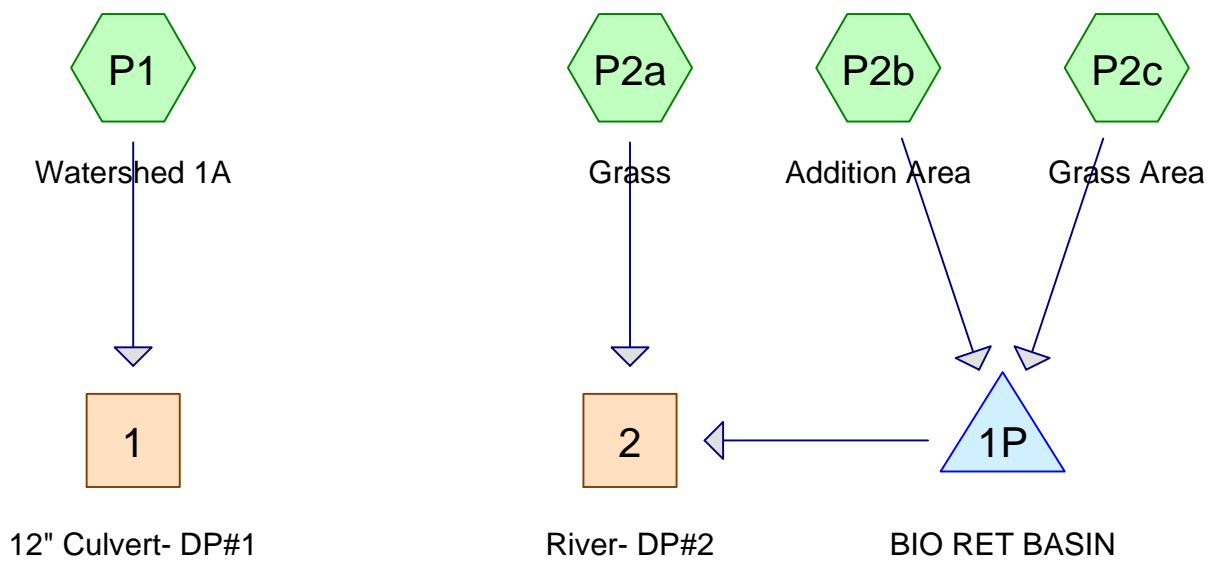 P1
P2a
P2b
P2c
Watershed 1A
Grass
Addition Area
Grass Area
1
2
1P
12" Culvert- DP#1
River- DP#2
BIO RET BASIN